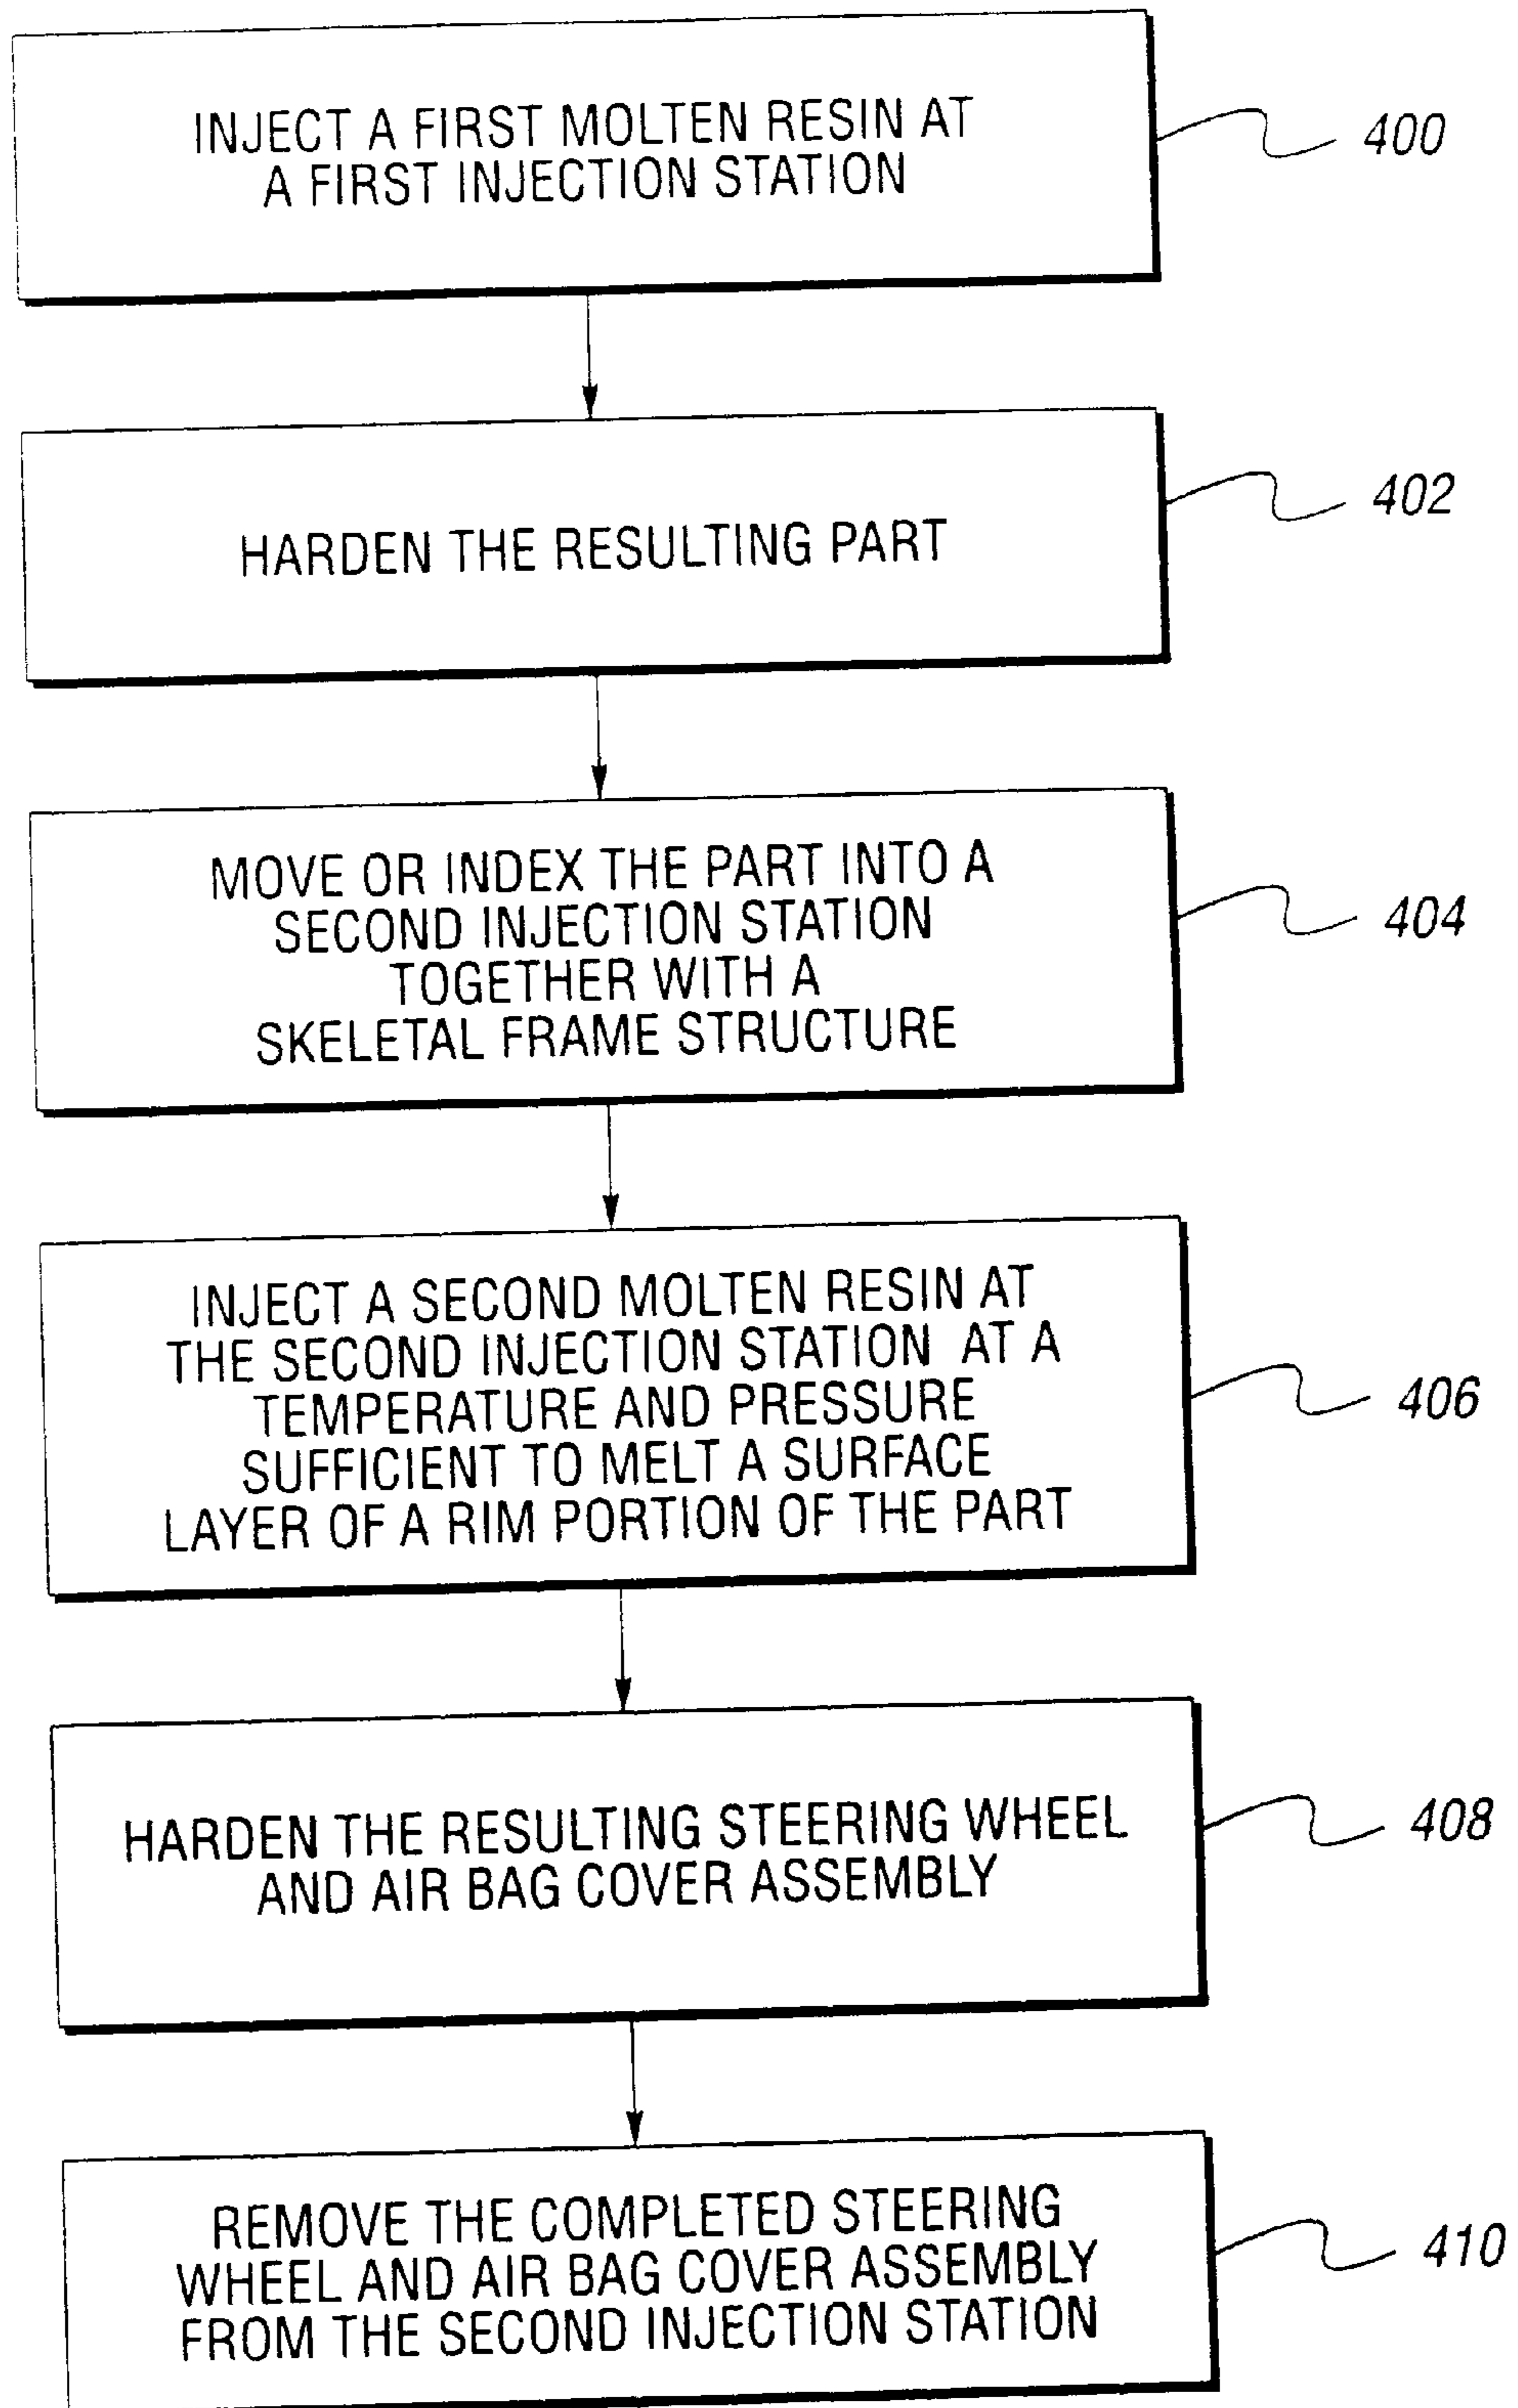 INJECT A FIRST MOLTEN RESIN AT
A FIRST INJECTION STATION
400
HARDEN THE RESULTING PART
402
MOVE OR INDEX THE PART INTO A
SECOND INJECTION STATION
TOGETHER WITH A
SKELETAL FRAME STRUCTURE
404
INJECT A SECOND MOLTEN RESIN AT
THE SECOND INJECTION STATION AT A
TEMPERATURE AND PRESSURE
SUFFICIENT TO MELT A SURFACE
LAYER OF A RIM PORTION OF THE PART
406
HARDEN THE RESULTING STEERING WHEEL
AND AIR BAG COVER ASSEMBLY
408
REMOVE THE COMPLETED STEERING
WHEEL AND AIR BAG COVER ASSEMBLY
FROM THE SECOND INJECTION STATION
410